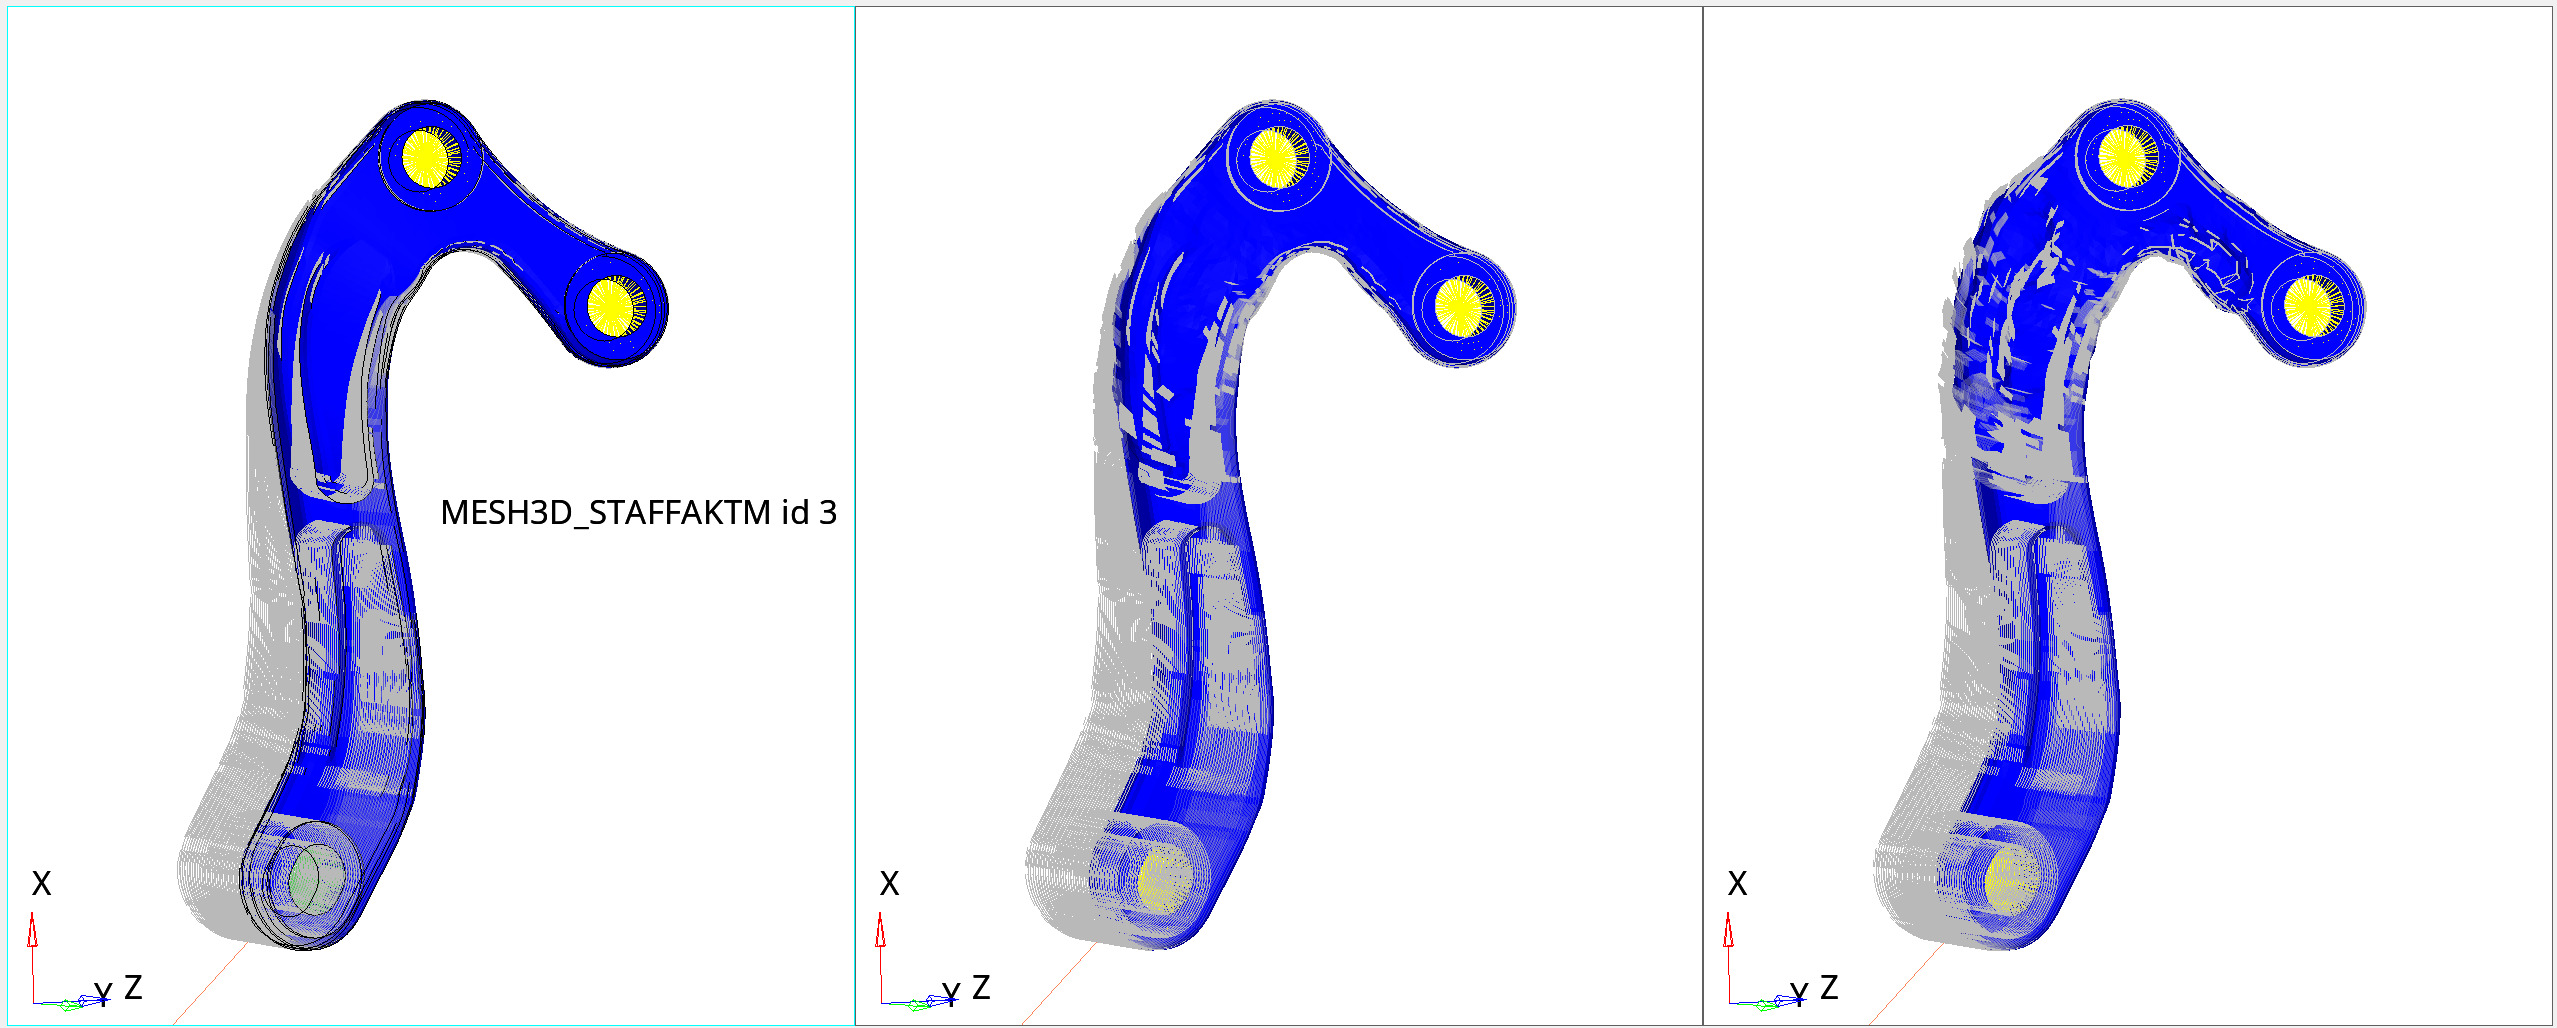 MESH3D_STAFFAKTM id 3
X
Y Z
X
Y Z
X
Y Z